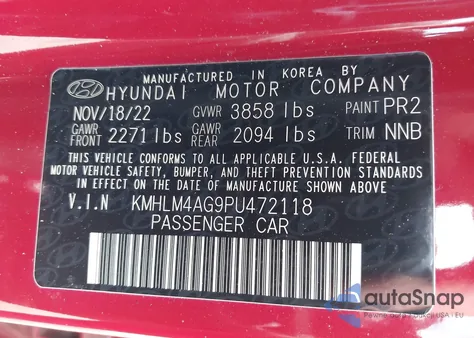 MANUFACTURED IN KOREA BY
HYUNDAI MOTOR COMPANY
NOV/18/22 GVWR 3858 lbs PAINT PR2
GAWR FRONT 2271 lbs GAWR REAR 2094 lbs TRIM NNB
THIS VEHICLE CONFORMS TO ALL APPLICABLE U.S.A. FEDERAL
MOTOR VEHICLE SAFETY, BUMPER, AND THEFT PREVENTION STANDARDS
IN EFFECT ON THE DATE OF MANUFACTURE SHOWN ABOVE
V.I.N KMHLM4AG9PU472118
PASSENGER CAR
autoSnap